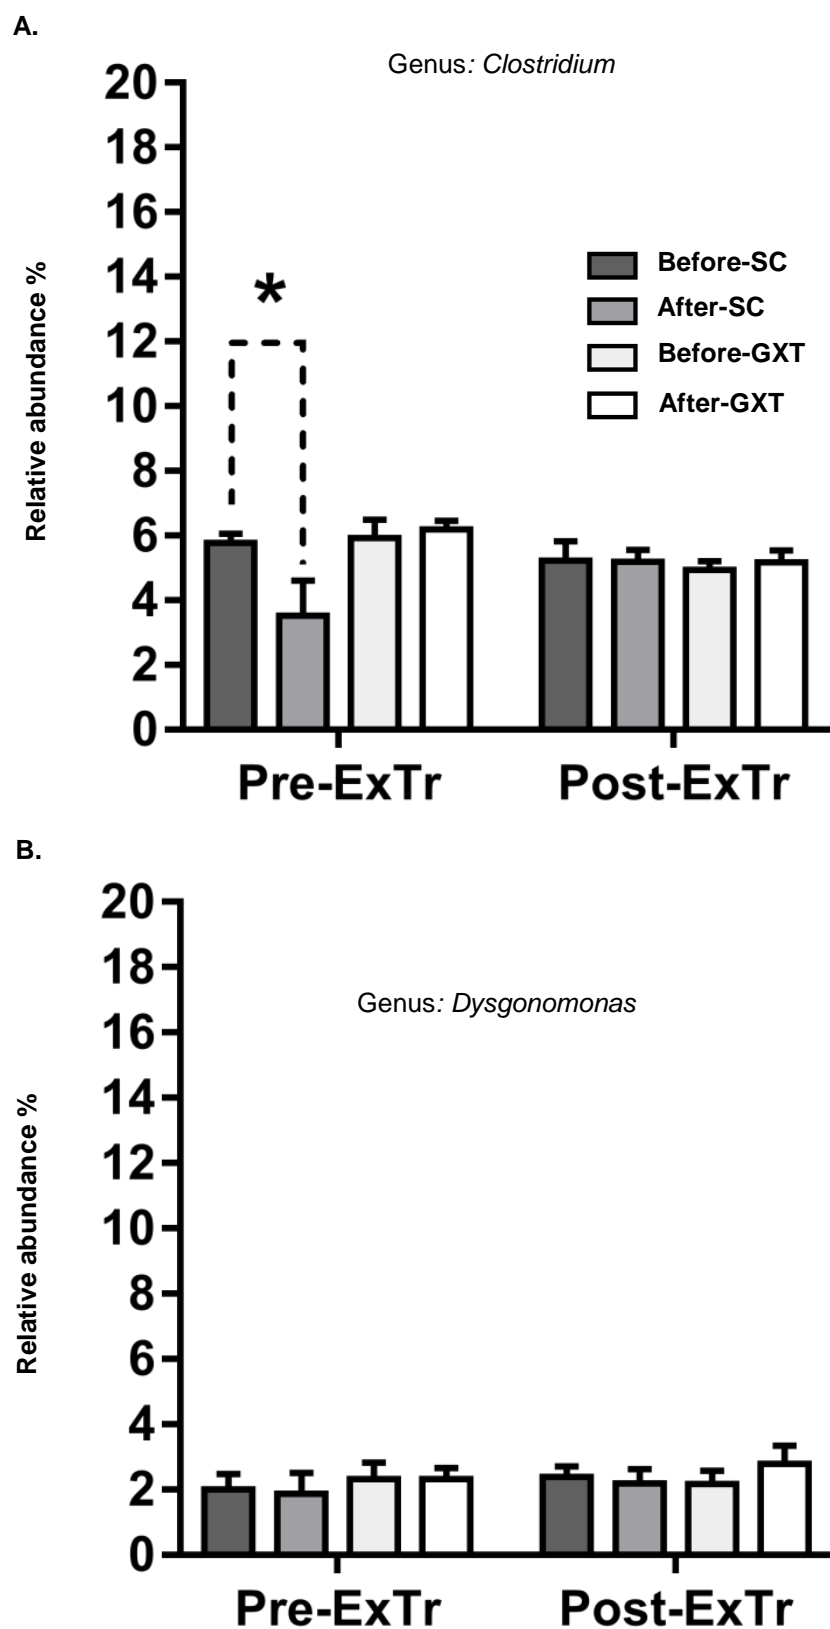 A.
Genus: Clostridium
20
18
16
14
12
10
8
6
4
2
0
Relative abundance %
*
Before-SC
After-SC
Before-GXT
After-GXT
Pre-ExTr Post-ExTr
B.
Genus: Dysgonomonas
20
18
16
14
12
10
8
6
4
2
0
Relative abundance %
Pre-ExTr Post-ExTr